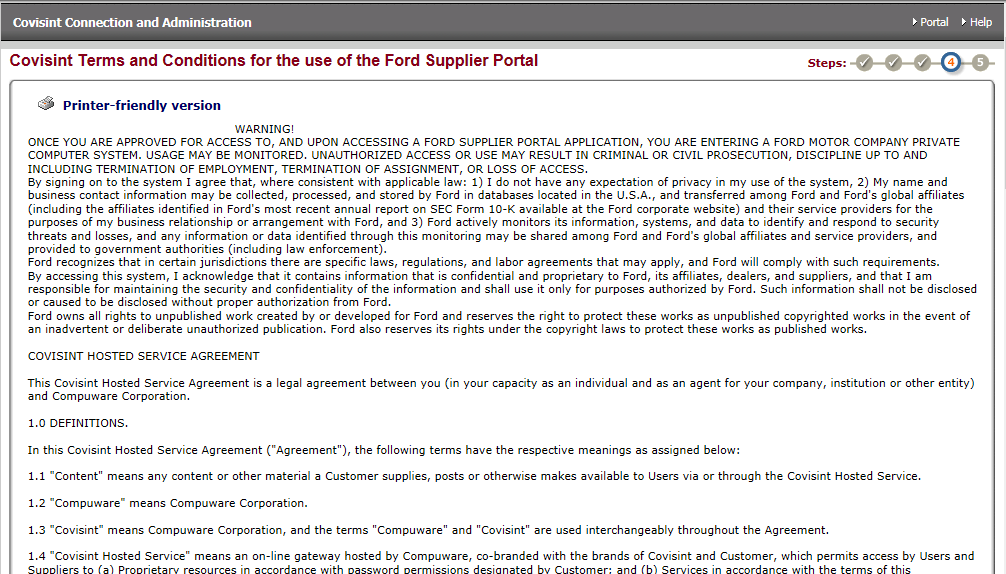 Covisint Connection and Administration
Portal Help
Covisint Terms and Conditions for the use of the Ford Supplier Portal
Steps: 4 5
Printer-friendly version
WARNING!
ONCE YOU ARE APPROVED FOR ACCESS TO, AND UPON ACCESSING A FORD SUPPLIER PORTAL APPLICATION, YOU ARE ENTERING A FORD MOTOR COMPANY PRIVATE
COMPUTER SYSTEM. USAGE MAY BE MONITORED. UNAUTHORIZED ACCESS OR USE MAY RESULT IN CRIMINAL OR CIVIL PROSECUTION, DISCIPLINE UP TO AND
INCLUDING TERMINATION OF EMPLOYMENT, TERMINATION OF ASSIGNMENT, OR LOSS OF ACCESS.
By signing on to the system I agree that, where consistent with applicable law: 1) I do not have any expectation of privacy in my use of the system, 2) My name and
business contact information may be collected, processed, and stored by Ford in databases located in the U.S.A., and transferred among Ford and Ford's global affiliates
(including the affiliates identified in Ford's most recent annual report on SEC Form 10-K available at the Ford corporate website) and their service providers for the
purposes of my business relationship or arrangement with Ford, and 3) Ford actively monitors its information, systems, and data to identify and respond to security
threats and losses, and any information or data identified through this monitoring may be shared among Ford and Ford's global affiliates and service providers, and
provided to government authorities (including law enforcement).
Ford recognizes that in certain jurisdictions there are specific laws, regulations, and labor agreements that may apply, and Ford will comply with such requirements.
By accessing this system, I acknowledge that it contains information that is confidential and proprietary to Ford, its affiliates, dealers, and suppliers, and that I am
responsible for maintaining the security and confidentiality of the information and shall use it only for purposes authorized by Ford. Such information shall not be disclosed
or caused to be disclosed without proper authorization from Ford.
Ford owns all rights to unpublished work created by or developed for Ford and reserves the right to protect these works as unpublished copyrighted works in the event of
an inadvertent or deliberate unauthorized publication. Ford also reserves its rights under the copyright laws to protect these works as published works.
COVISINT HOSTED SERVICE AGREEMENT
This Covisint Hosted Service Agreement is a legal agreement between you (in your capacity as an individual and as an agent for your company, institution or other entity)
and Compuware Corporation.
1.0 DEFINITIONS.
In this Covisint Hosted Service Agreement ("Agreement"), the following terms have the respective meanings as assigned below:
1.1 "Content" means any content or other material a Customer supplies, posts or otherwise makes available to Users via or through the Covisint Hosted Service.
1.2 "Compuware" means Compuware Corporation.
1.3 "Covisint" means Compuware Corporation, and the terms "Compuware" and "Covisint" are used interchangeably throughout the Agreement.
1.4 "Covisint Hosted Service" means an on-line gateway hosted by Compuware, co-branded with the brands of Covisint and Customer, which permits access by Users and
Suppliers to (a) Proprietary resources in accordance with password permissions designated by Customer; and (b) Services in accordance with the terms of this